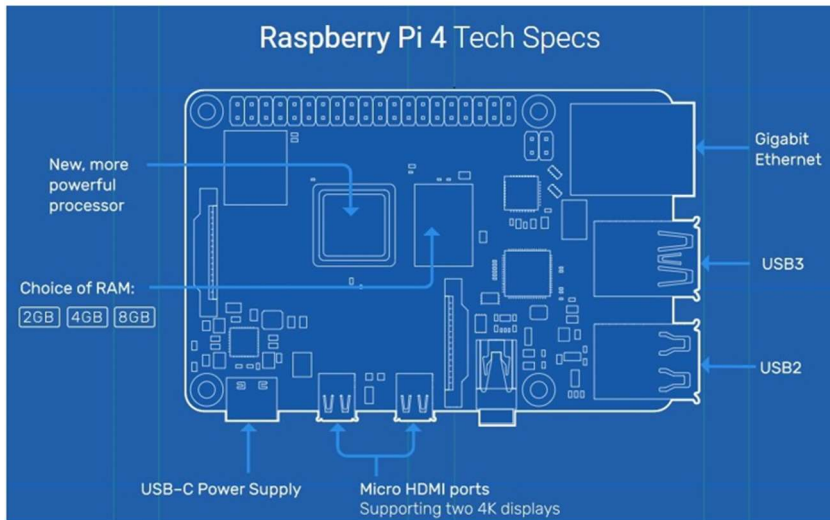 Raspberry Pi 4 Tech Specs
New, more
powerful
processor
Gigabit
Ethernet
Choice of RAM:
2GB 4GB 8GB
USB3
USB2
USB-C Power Supply
Micro HDMI ports
Supporting two 4K displays